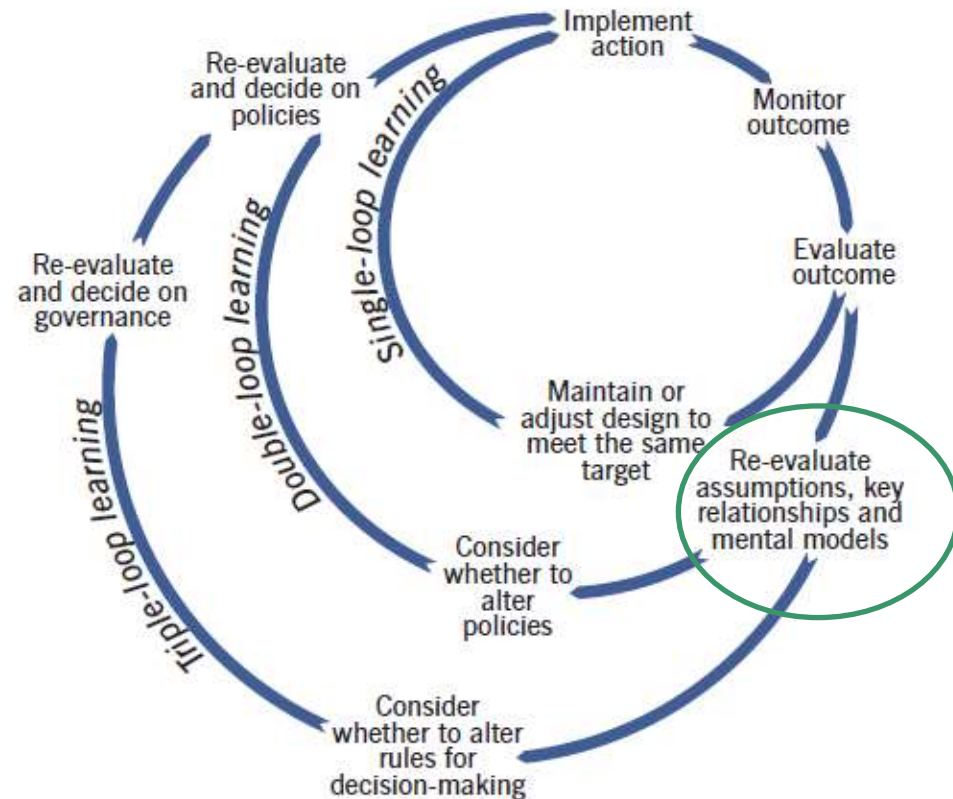 Implement
action
Re-evaluate
and decide on
policies
Monitor
outcome
Single-loop learning
Evaluate
outcome
Re-evaluate
and decide on
governance
Double-loop learning
Maintain or
adjust design to
meet the same
target
Re-evaluate
assumptions, key
relationships and
mental models
Triple-loop learning
Consider
whether to
alter
policies
Consider
whether to alter
rules for
decision-making